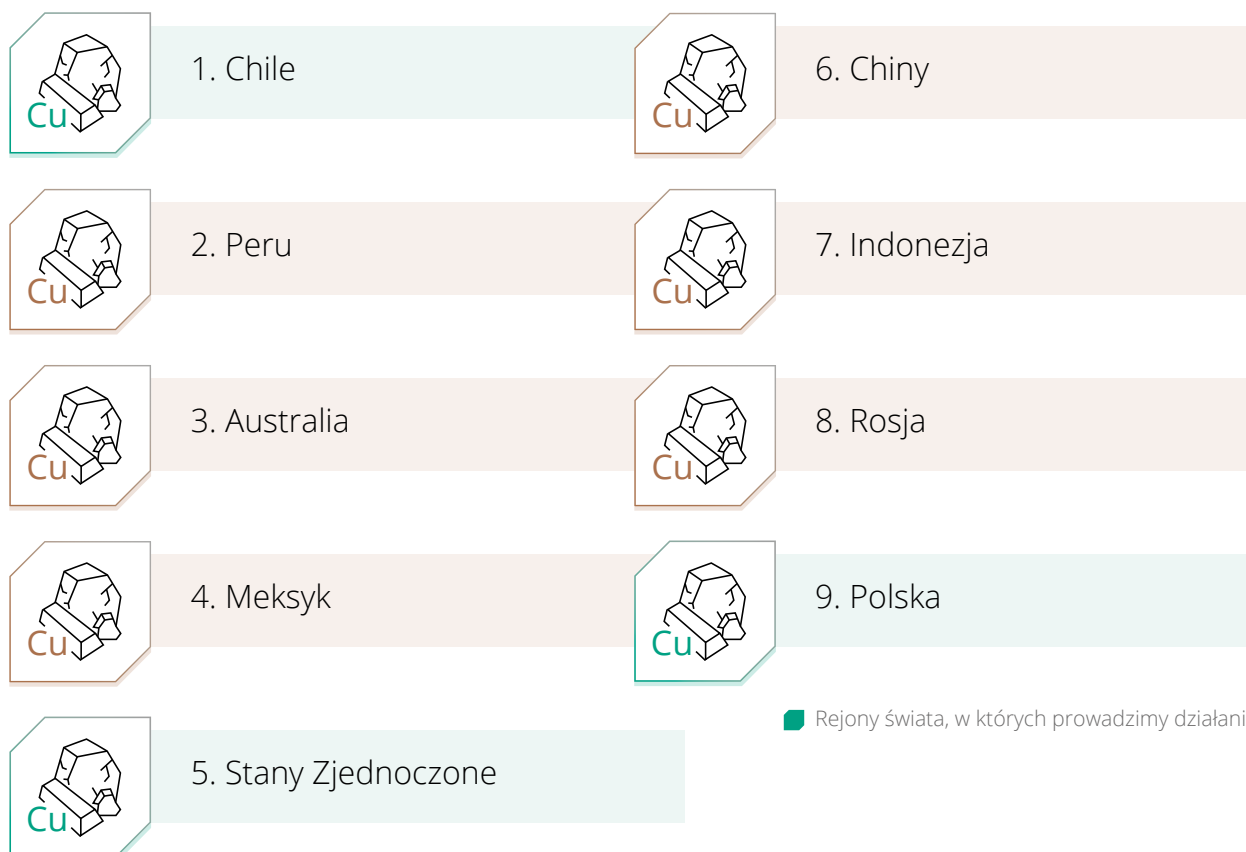 Cu
1. Chile
Cu
2. Peru
Cu
3. Australia
Cu
4. Meksyk
Cu
5. Stany Zjednoczone
Cu
6. Chiny
Cu
7. Indonezja
Cu
8. Rosja
Cu
9. Polska
Rejony świata, w których prowadzimy działani